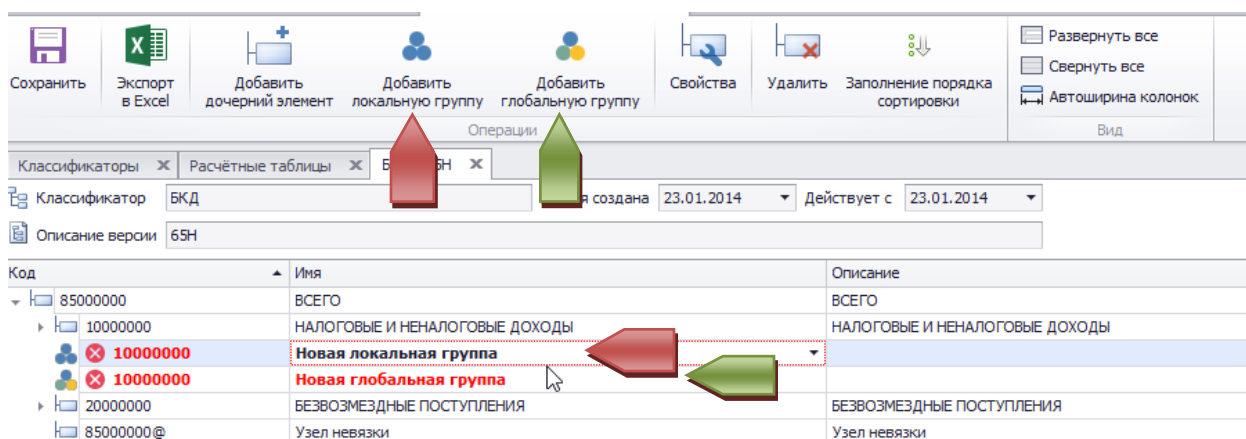 Сохранить
Экспорт
в Excel
Добавить
дочерний элемент
Добавить
локальную группу
Добавить
глобальную группу
Свойства
Удалить
Заполнение порядка
сортировки
Развернуть все
Свернуть все
Автоширина колонок
Операции
Вид
Классификаторы
Расчётные таблицы
Классификатор БКД создана 23.01.2014 Действует с 23.01.2014
Описание версии 65Н
Код Имя Описание
85000000 ВСЕГО ВСЕГО
10000000 НАЛОГОВЫЕ И НЕНАЛОГОВЫЕ ДОХОДЫ НАЛОГОВЫЕ И НЕНАЛОГОВЫЕ ДОХОДЫ
10000000 Новая локальная группа
10000000 Новая глобальная группа
20000000 БЕЗВОЗМЕЗДНЫЕ ПОСТУПЛЕНИЯ БЕЗВОЗМЕЗДНЫЕ ПОСТУПЛЕНИЯ
85000000@ Узел невязки Узел невязки